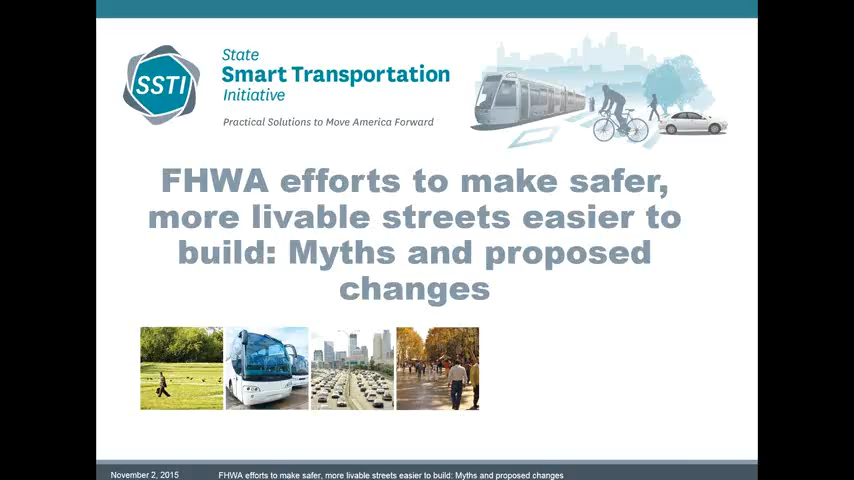 SSTI
State
Smart Transportation
Initiative
Practical Solutions to Move America Forward
FHWA efforts to make safer,
more livable streets easier to
build: Myths and proposed
changes
November 2, 2015
FHWA efforts to make safer, more livable streets easier to build: Myths and proposed changes